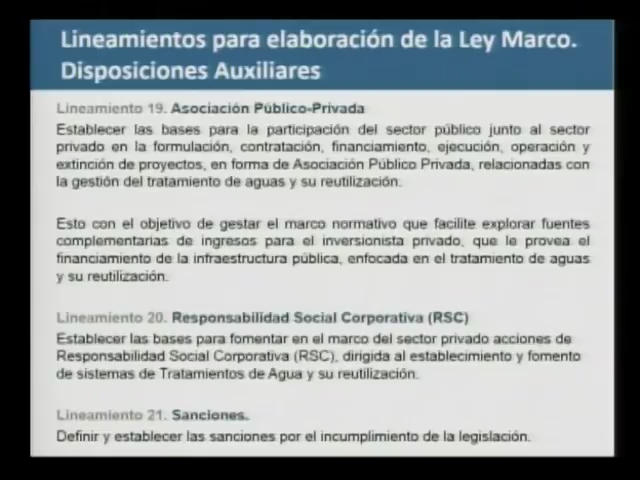 Lineamientos para elaboración de la Ley Marco.
Disposiciones Auxiliares
Lineamiento 19. Asociación Público-Privada
Establecer las bases para la participación del sector público junto al sector
privado en la formulación, contratación, financiamiento, ejecución, operación y
extinción de proyectos, en forma de Asociación Público Privada, relacionadas con
la gestión del tratamiento de aguas y su reutilización.
Esto con el objetivo de gestar el marco normativo que facilite explorar fuentes
complementarias de ingresos para el inversionista privado, que le provea el
financiamiento de la infraestructura pública, enfocada en el tratamiento de aguas
y su reutilización.
Lineamiento 20. Responsabilidad Social Corporativa (RSC)
Establecer las bases para fomentar en el marco del sector privado acciones de
Responsabilidad Social Corporativa (RSC), dirigida al establecimiento y fomento
de sistemas de Tratamientos de Agua y su reutilización.
Lineamiento 21. Sanciones.
Definir y establecer las sanciones por el incumplimiento de la legislación.